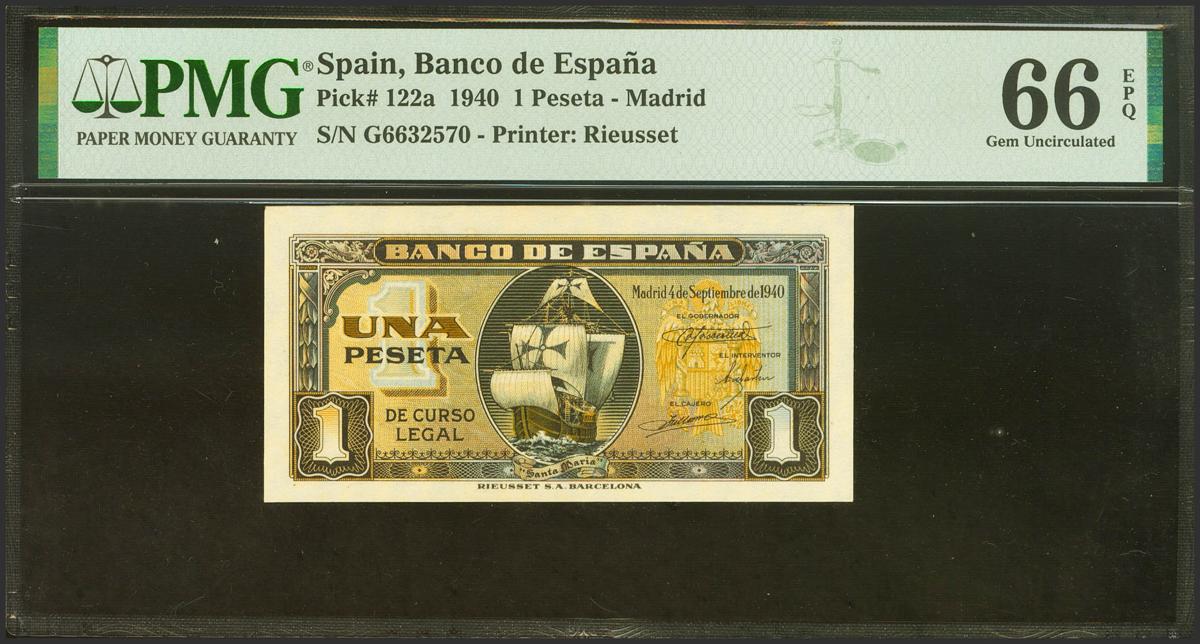 PMG®
PAPER MONEY GUARANTY
Spain, Banco de España
Pick# 122a 1940 1 Peseta - Madrid
S/N G6632570 - Printer: Rieusset
66 EPQ
Gem Uncirculated
BANCO DE ESPAÑA
Madrid 4 de Septiembre de 1940
1
UNA
PESETA
EL GOBERNADOR
EL INTERVENTOR
EL CAJERO
DE CURSO
LEGAL
1
1
"Santa Maria"
RIEUSSET S.A. BARCELONA